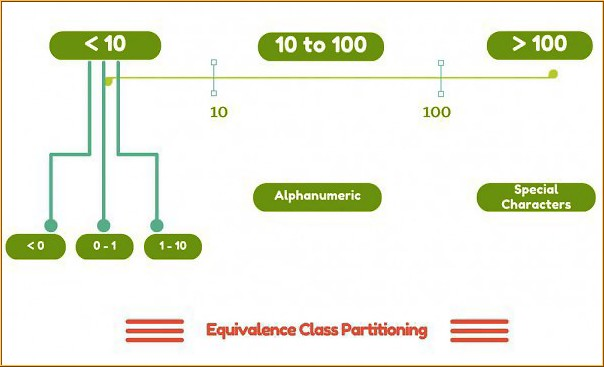 < 10
10 to 100
> 100
10
100
Alphanumeric
Special
Characters
< 0
0 - 1
1 - 10
Equivalence Class Partitioning